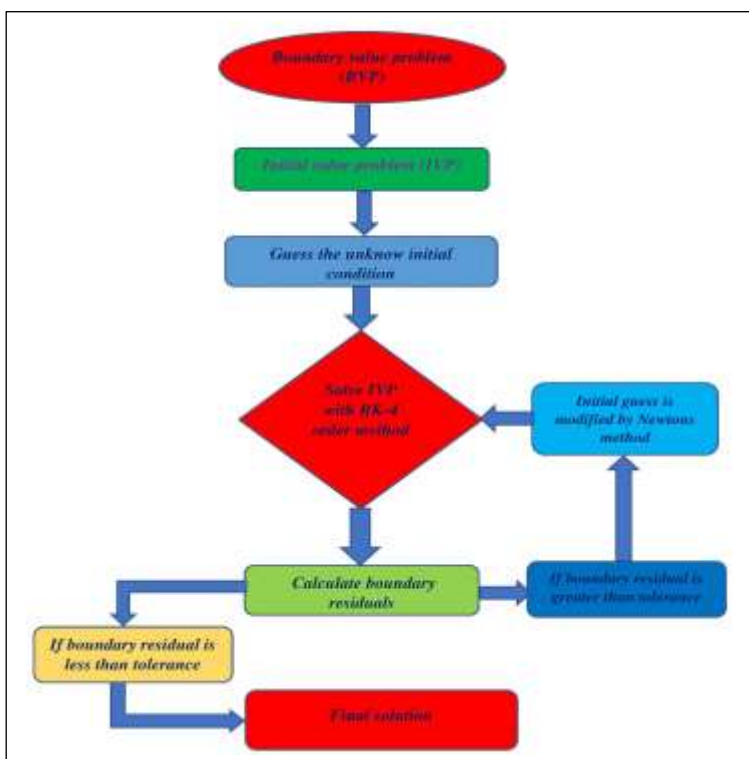 Boundary value problem
(BVP)
Initial value problem (IVP)
Guess the unknow initial
condition
Solve IVP
with RK-4
order method
Initial guess is
modified by Newtons
method
Calculate boundary
residuals
If boundary residual is
greater than tolerance
If boundary residual is
less than tolerance
Final solution